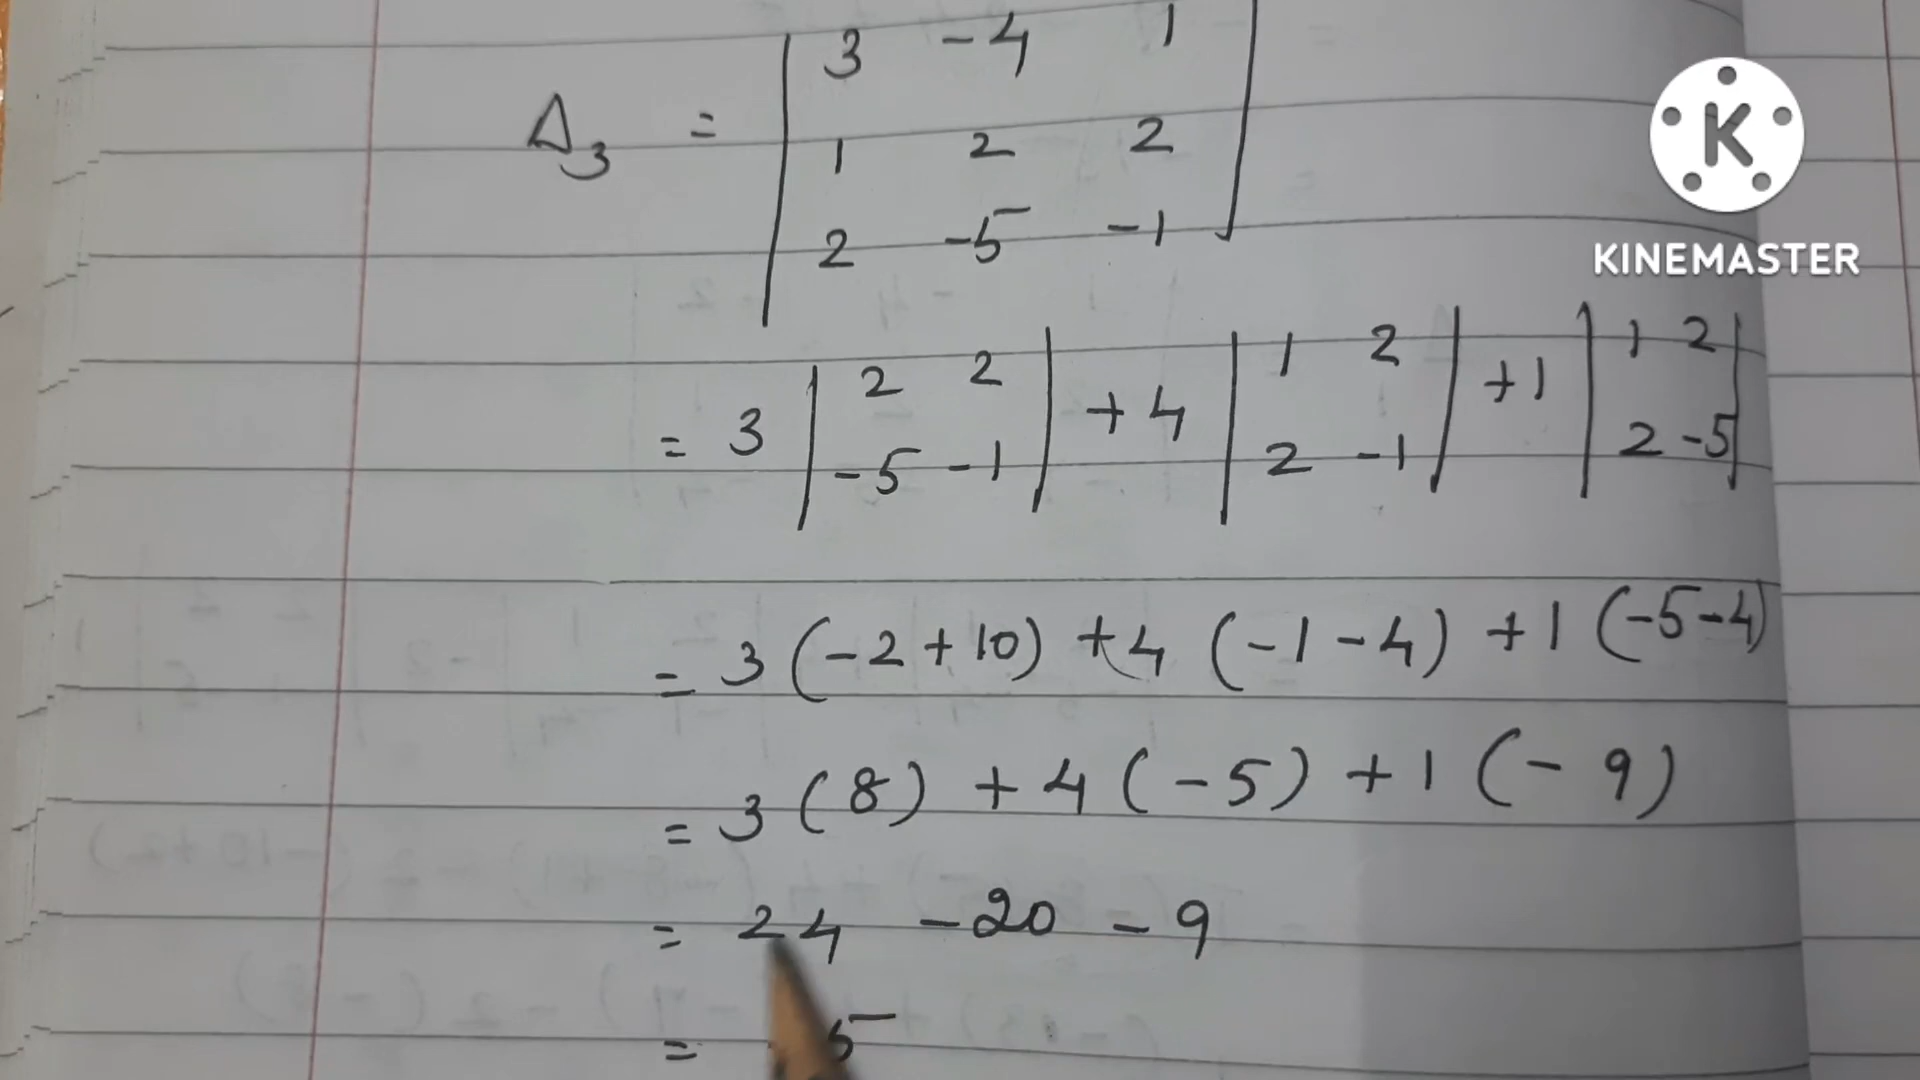 3 -4 1
Δ3 = 1 2 2
2 -5 -1
= 3 | 2 2 | + 4 | 1 2 | +1 | 1 2 |
| -5 -1 | | 2 -1 | | 2 -5 |
= 3 (-2 + 10) + 4 (-1 - 4) + 1 (-5 - 4)
= 3 (8) + 4 (-5) + 1 (-9)
= 24 - 20 - 9
= 5
K
KINEMASTER